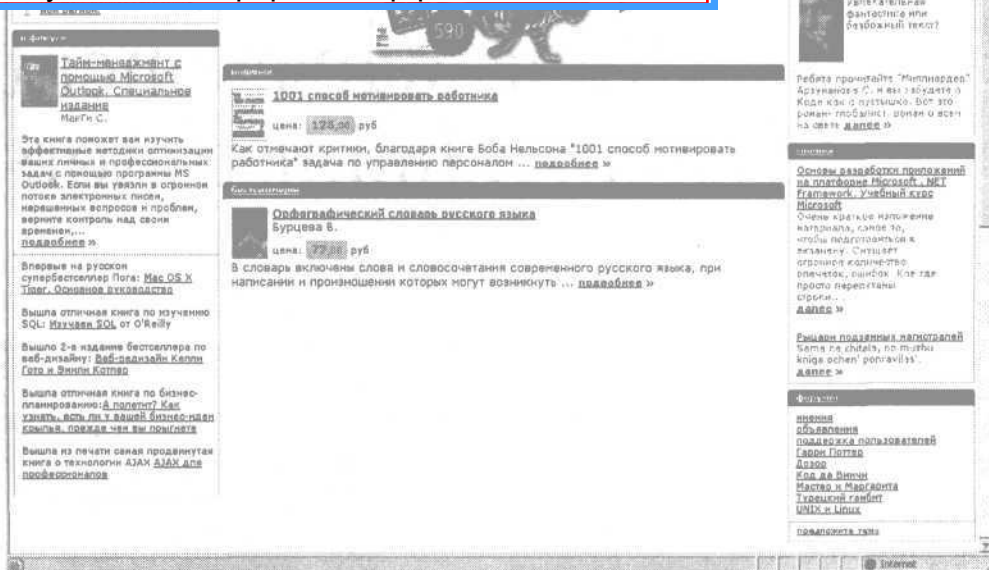 мой регион
590
в фокусе
Тайм-менеджмент с
помощью Microsoft
Outlook. Специальное
издание
МакГи С.
Эта книга поможет вам изучить
эффективные методики оптимизации
ваших личных и профессиональных
задач с помощью программы MS
Outlook. Если вы увязли в огромном
потоке электронных писем,
нерешенных вопросов и проблем,
верните контроль над своим
временем,...
подробнее »
Впервые на русском
супербестселлер Пога: Mac OS X
Tiger. Основное руководство
Вышла отличная книга по изучению
SQL: Изучаем SQL от O'Reilly
Вышло 2-е издание бестселлера по
веб-дизайну: Веб-редизайн Келли
Гото и Эмили Котлер
Вышла отличная книга по бизнес-
планированию:А полетит? Как
узнать, есть ли у вашей бизнес-идеи
крылья, прежде чем вы прыгнете
Вышла из печати самая продвинутая
книга о технологии AJAX AJAX для
профессионалов
новинки
1001 способ мотивировать работника
цена: 125,00 руб
Как отмечают критики, благодаря книге Боба Нельсона "1001 способ мотивировать
работника" задача по управлению персоналом ... подробнее »
бестселлеры
Орфографический словарь русского языка
Бурцева В.
цена: руб
В словарь включены слова и словосочетания современного русского языка, при
написании и произношении которых могут возникнуть ... подробнее »
Увлекательная
фантастика или
безбожный текст?
Ребята прочитайте "Миллиардер"
Арзуманова С. и вы забудете о
Коде как о пустышке. Вот это
роман глобалист, роман о всем
на свете далее »
Основы разработки приложений
на платформе Microsoft .NET
Framework. Учебный курс
Microsoft
Очень краткое изложение
материала, самое то,
чтобы подготовиться к
экзамену. Смущает
огромное количество
опечаток, ошибок. Кое где
просто переставлены
строки...
далее »
Рыцари подземных магистралей
Sama ne chitala, no muzhu
kniga ochen' ponravilas'.
далее »
форумы
мнения
объявления
поддержка пользователей
Гарри Поттер
Дозор
Код да Винчи
Мастер и Маргарита
Турецкий гамбит
UNIX и Linux
предложить тему
Internet